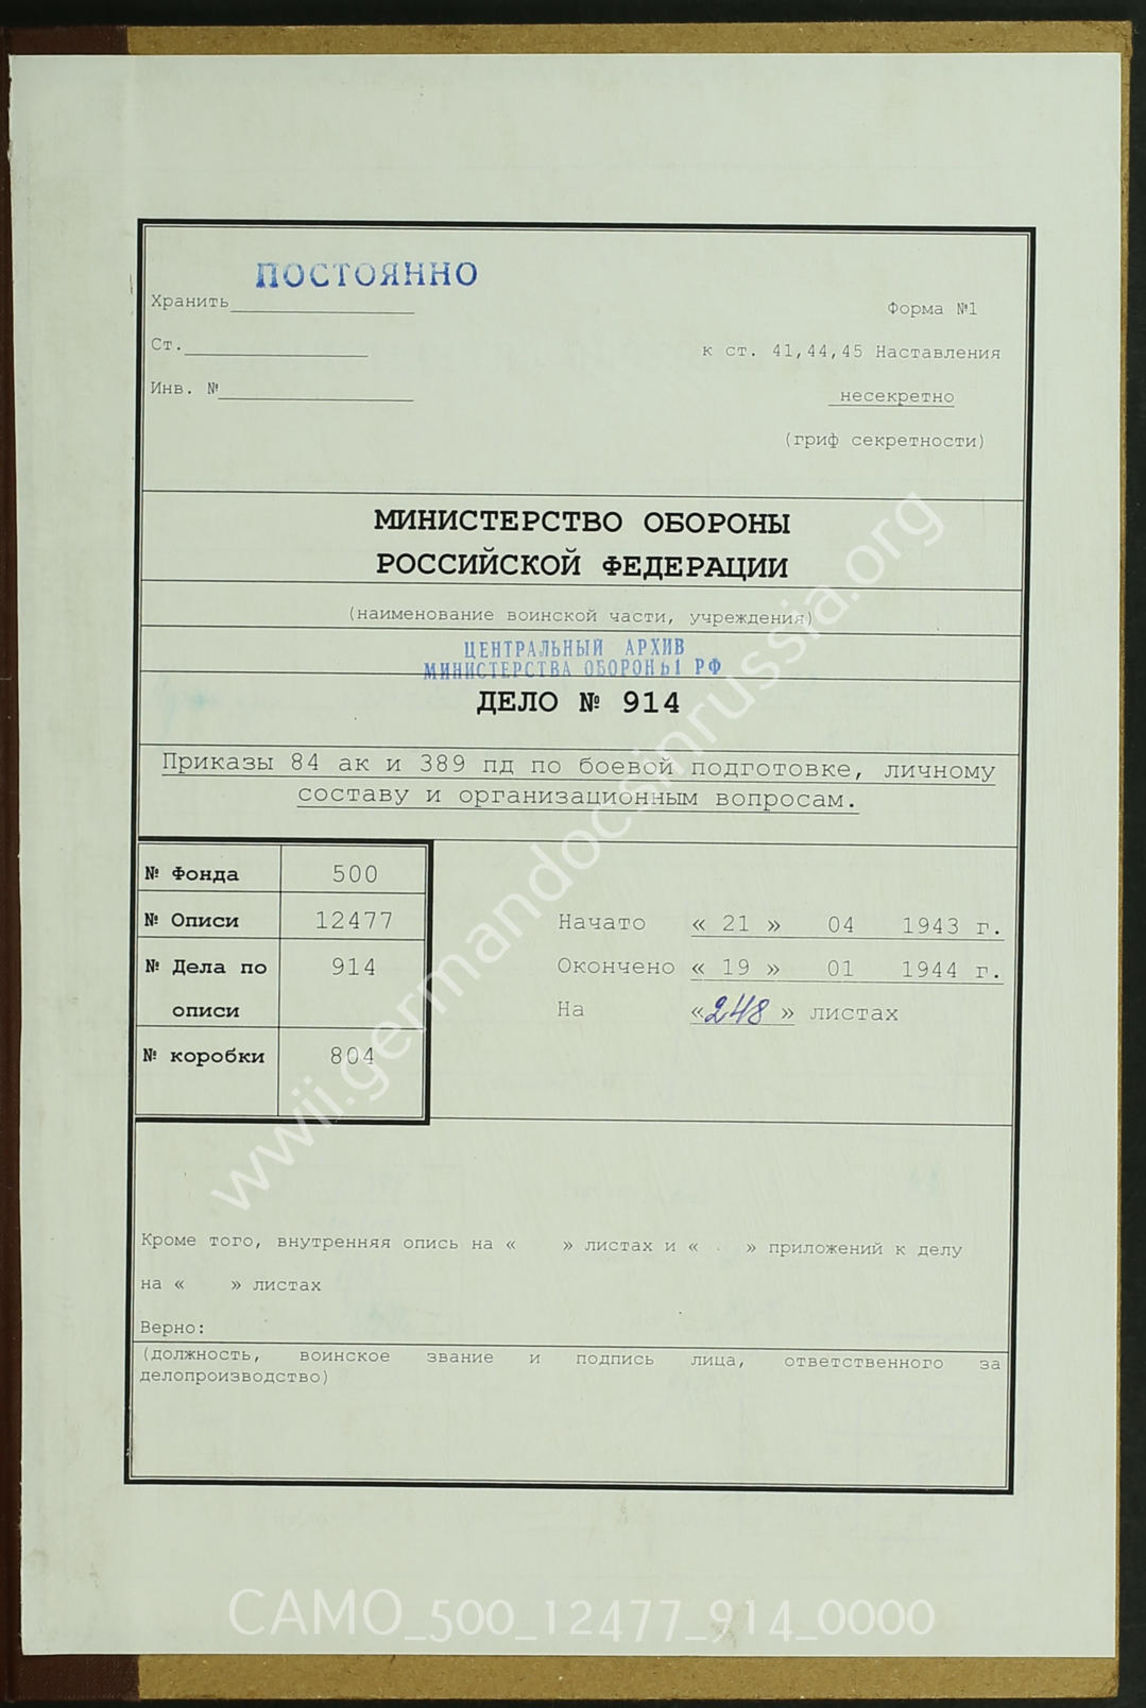 ПОСТОЯННО
Хранить
Форма №1
Ст.
к ст. 41,44,45 Наставления
Инв. №
несекретно
(гриф секретности)
МИНИСТЕРСТВО ОБОРОНЫ
РОССИЙСКОЙ ФЕДЕРАЦИИ
(наименование воинской части, учреждения)
ЦЕНТРАЛЬНЫЙ АРХИВ
МИНИСТЕРСТВА ОБОРОНЫ РФ
ДЕЛО № 914
Приказы 84 ак и 389 пд по боевой подготовке, личному
составу и организационным вопросам.
№ Фонда 500
№ Описи 12477
№ Дела по описи 914
№ коробки 804
Начато « 21 » 04 1943 г.
Окончено « 19 » 01 1944 г.
На «248 » листах
Кроме того, внутренняя опись на « » листах и « » приложений к делу
на « » листах
Верно:
(должность, воинское звание и подпись лица, ответственного за
делопроизводство)
wwii.germandocsinrussia.org
CAMO_500_12477_914_0000